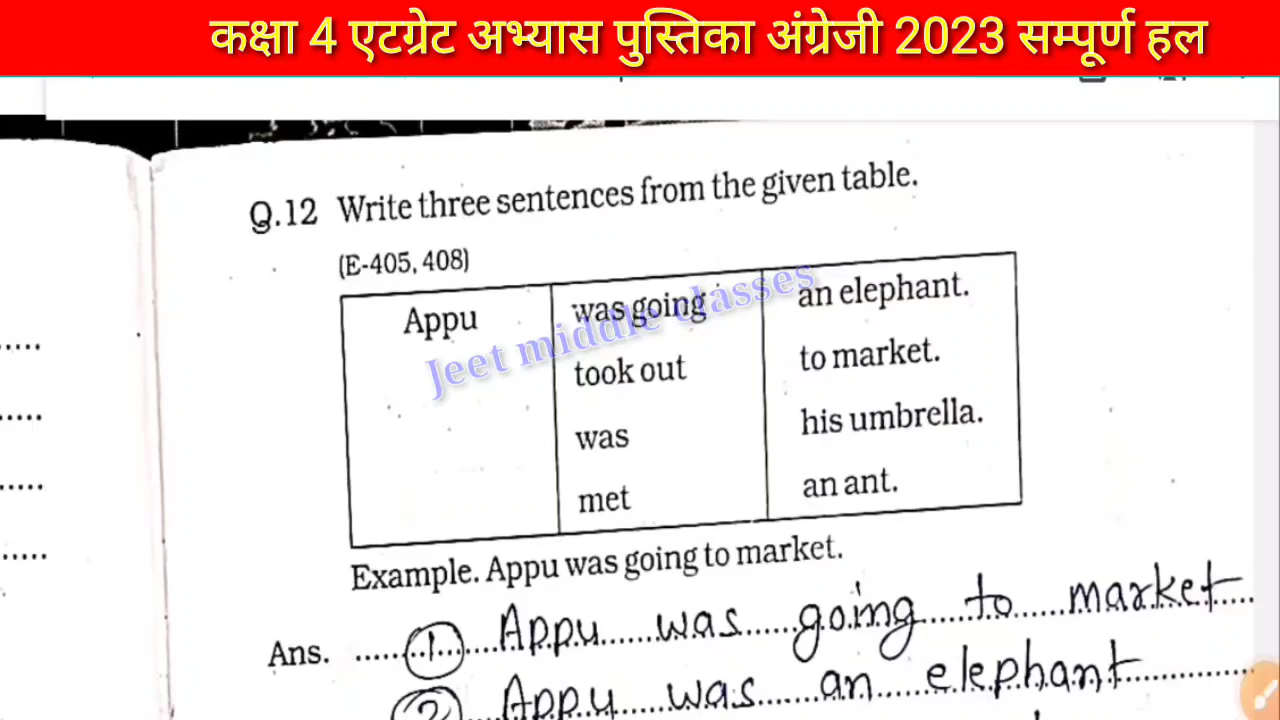 कक्षा 4 एटग्रेट अभ्यास पुस्तिका अंग्रेजी 2023 सम्पूर्ण हल
Q.12 Write three sentences from the given table.
(E-405, 408)
Appu was going an elephant.
took out to market.
was his umbrella.
met an ant.
Jeet middle classes
Example. Appu was going to market.
Ans. ① Appu was going to market
② Appu was an elephant